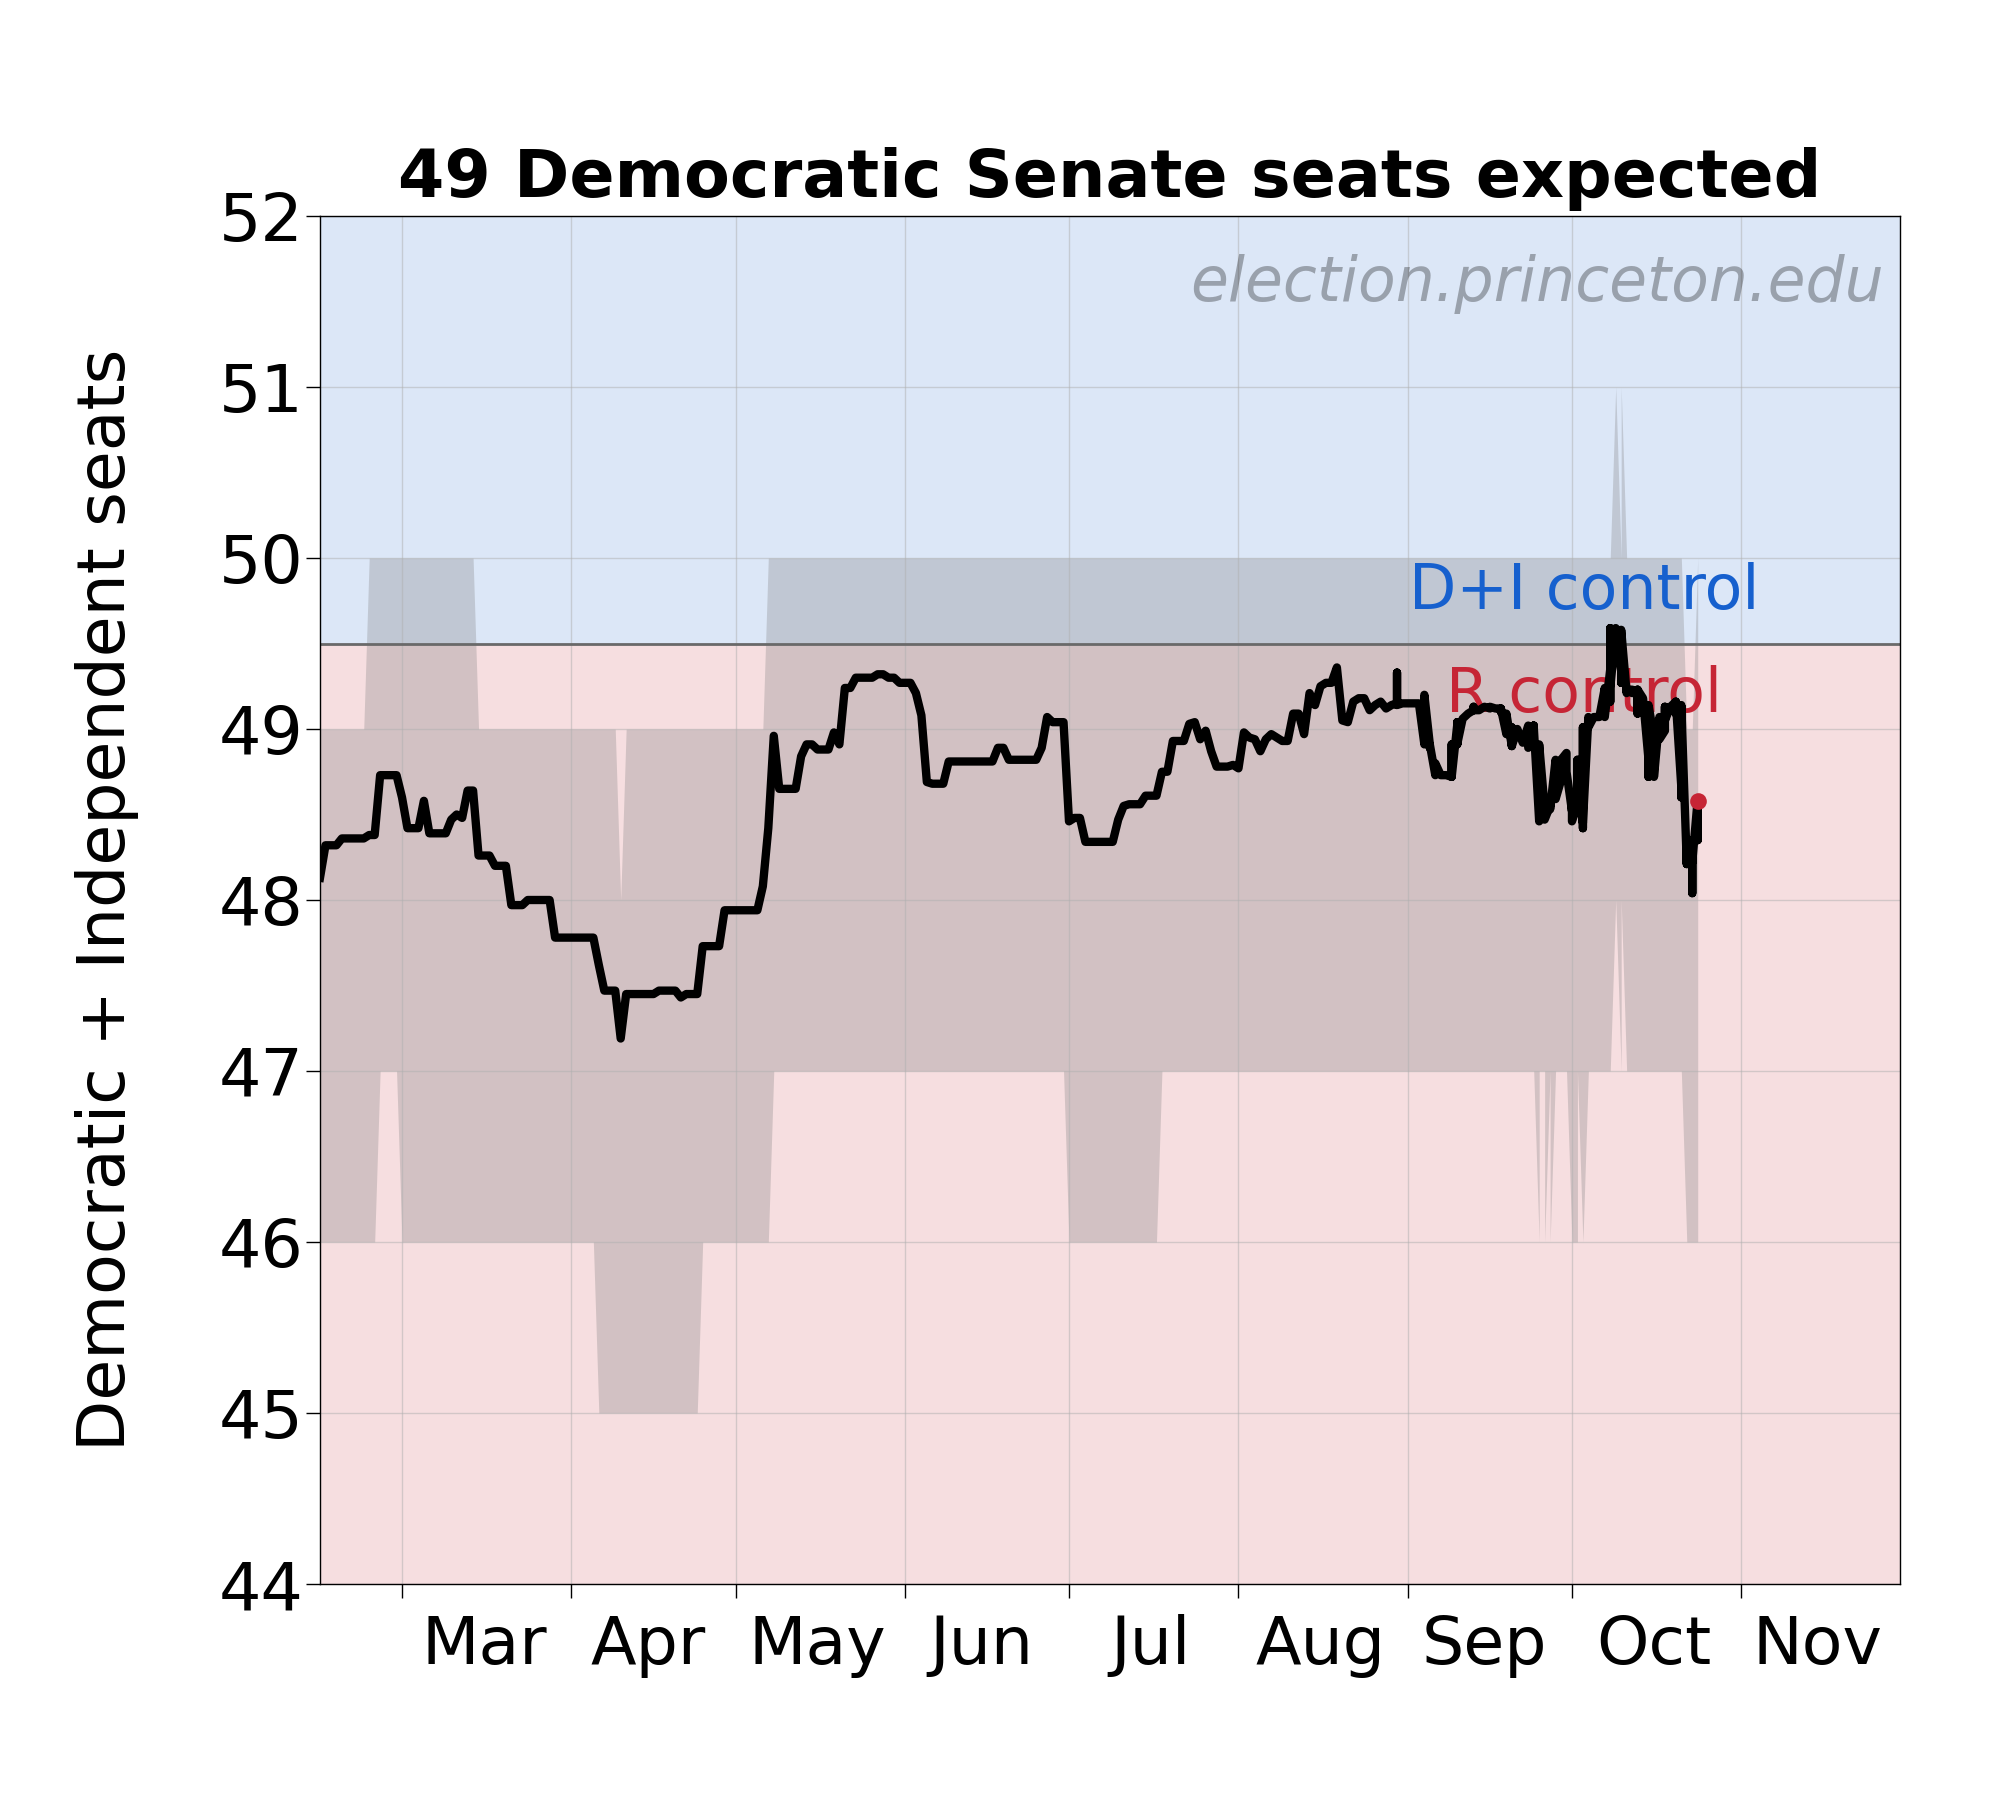 49 Democratic Senate seats expected
election.princeton.edu
Democratic + Independent seats
52
51
50
49
48
47
46
45
44
D+I control
R control
Mar Apr May Jun Jul Aug Sep Oct Nov